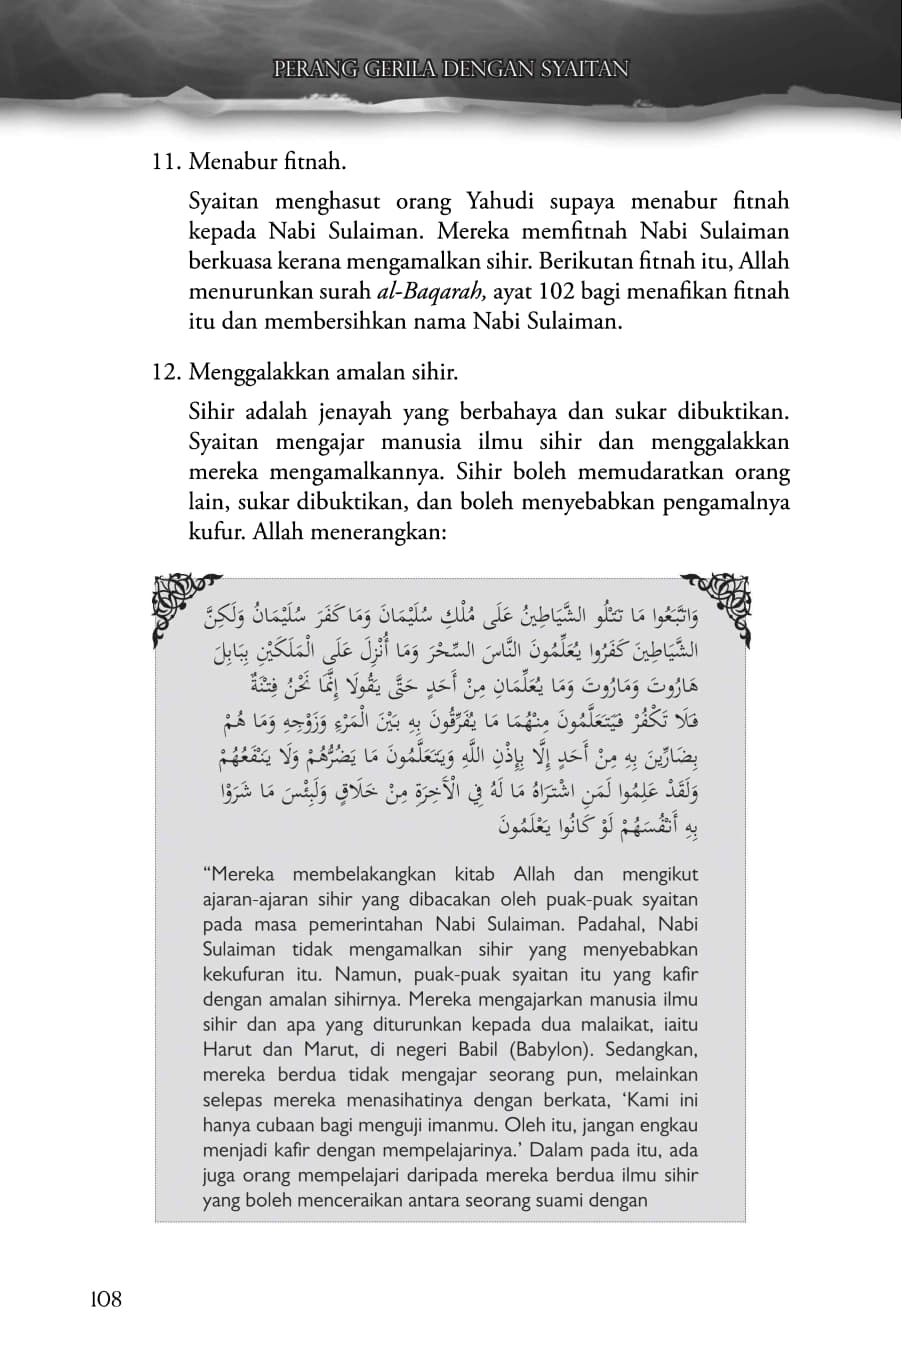 PERANG GERILA DENGAN SYAITAN
11. Menabur fitnah.
Syaitan menghasut orang Yahudi supaya menabur fitnah
kepada Nabi Sulaiman. Mereka memfitnah Nabi Sulaiman
berkuasa kerana mengamalkan sihir. Berikutan fitnah itu, Allah
menurunkan surah al-Baqarah, ayat 102 bagi menafikan fitnah
itu dan membersihkan nama Nabi Sulaiman.
12. Menggalakkan amalan sihir.
Sihir adalah jenayah yang berbahaya dan sukar dibuktikan.
Syaitan mengajar manusia ilmu sihir dan menggalakkan
mereka mengamalkannya. Sihir boleh memudaratkan orang
lain, sukar dibuktikan, dan boleh menyebabkan pengamalnya
kufur. Allah menerangkan:
وَاتَّبَعُوا مَا تَتْلُو الشَّيَاطِينُ عَلَى مُلْكِ سُلَيْمَانَ وَمَا كَفَرَ سُلَيْمَانُ وَلَكِنَّ
الشَّيَاطِينَ كَفَرُوا يُعَلِّمُونَ النَّاسَ السِّحْرَ وَمَا أُنْزِلَ عَلَى الْمَلَكَيْنِ بِبَابِلَ
هَارُوتَ وَمَارُوتَ وَمَا يُعَلِّمَانِ مِنْ أَحَدٍ حَتَّى يَقُولَا إِنَّمَا نَحْنُ فِتْنَةٌ
فَلَا تَكْفُرْ فَيَتَعَلَّمُونَ مِنْهُمَا مَا يُفَرِّقُونَ بِهِ بَيْنَ الْمَرْءِ وَزَوْجِهِ وَمَا هُمْ
بِضَارِّينَ بِهِ مِنْ أَحَدٍ إِلَّا بِإِذْنِ اللَّهِ وَيَتَعَلَّمُونَ مَا يَضُرُّهُمْ وَلَا يَنْفَعُهُمْ
وَلَقَدْ عَلِمُوا لَمَنِ اشْتَرَاهُ مَا لَهُ فِي الْآَخِرَةِ مِنْ خَلَاقٍ وَلَبِئْسَ مَا شَرَوْا
بِهِ أَنْفُسَهُمْ لَوْ كَانُوا يَعْلَمُونَ
“Mereka membelakangkan kitab Allah dan mengikut
ajaran-ajaran sihir yang dibacakan oleh puak-puak syaitan
pada masa pemerintahan Nabi Sulaiman. Padahal, Nabi
Sulaiman tidak mengamalkan sihir yang menyebabkan
kekufuran itu. Namun, puak-puak syaitan itu yang kafir
dengan amalan sihirnya. Mereka mengajarkan manusia ilmu
sihir dan apa yang diturunkan kepada dua malaikat, iaitu
Harut dan Marut, di negeri Babil (Babylon). Sedangkan,
mereka berdua tidak mengajar seorang pun, melainkan
selepas mereka menasihatinya dengan berkata, ‘Kami ini
hanya cubaan bagi menguji imanmu. Oleh itu, jangan engkau
menjadi kafir dengan mempelajarinya.’ Dalam pada itu, ada
juga orang mempelajari daripada mereka berdua ilmu sihir
yang boleh menceraikan antara seorang suami dengan
108